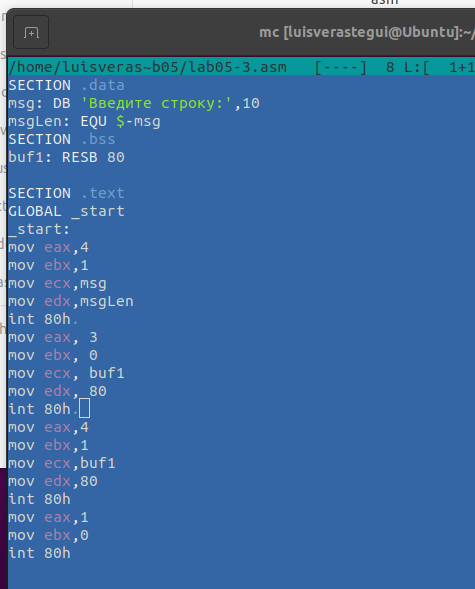 asm
mc [luisverastegui@Ubuntu]:~/
/home/luisveras~b05/lab05-3.asm [----] 8 L:[ 1+1
SECTION .data
msg: DB 'Введите строку:',10
msgLen: EQU $-msg
SECTION .bss
buf1: RESB 80
SECTION .text
GLOBAL _start
_start:
mov eax,4
mov ebx,1
mov ecx,msg
mov edx,msgLen
int 80h.
mov eax, 3
mov ebx, 0
mov ecx, buf1
mov edx, 80
int 80h.
mov eax,4
mov ebx,1
mov ecx,buf1
mov edx,80
int 80h
mov eax,1
mov ebx,0
int 80h